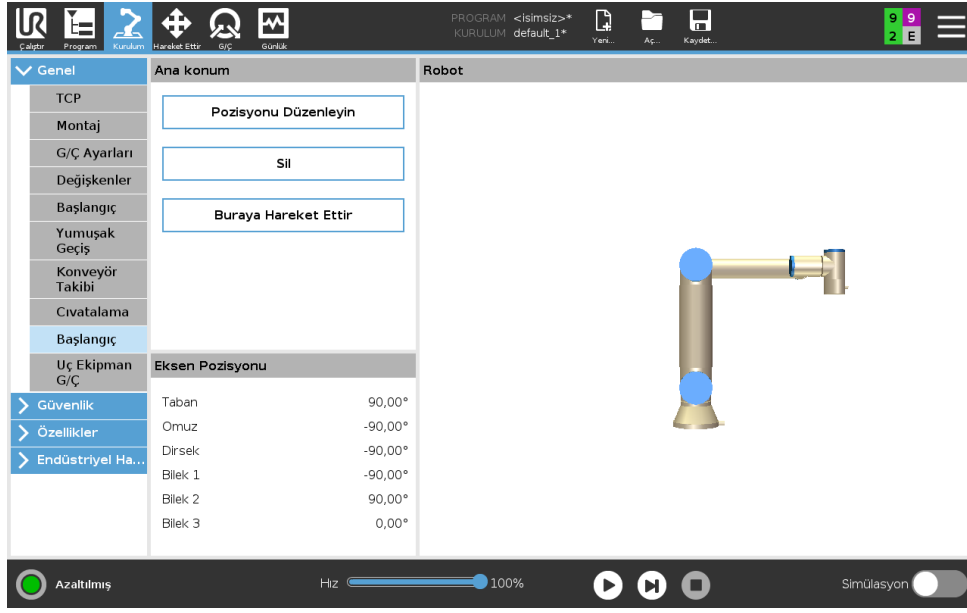 PROGRAM <isimsiz>*
KURULUM default_1*
Çalıştır Program Kurulum Hareket Ettir G/Ç Günlük Yeni... Aç... Kaydet...
9 9
2 E
Genel
TCP
Montaj
G/Ç Ayarları
Değişkenler
Başlangıç
Yumuşak
Geçiş
Konveyör
Takibi
Cıvatalama
Başlangıç
Uç Ekipman
G/Ç
Güvenlik
Özellikler
Endüstriyel Ha...
Ana konum
Pozisyonu Düzenleyin
Sil
Buraya Hareket Ettir
Eksen Pozisyonu
Taban 90,00°
Omuz -90,00°
Dirsek -90,00°
Bilek 1 -90,00°
Bilek 2 90,00°
Bilek 3 0,00°
Robot
Azaltılmış
Hız 100%
Simülasyon